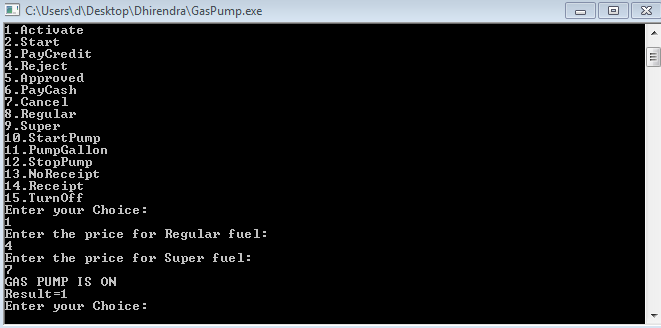 C:\Users\d\Desktop\Dhirendra\GasPump.exe
1.Activate
2.Start
3.PayCredit
4.Reject
5.Approved
6.PayCash
7.Cancel
8.Regular
9.Super
10.StartPump
11.PumpGallon
12.StopPump
13.NoReceipt
14.Receipt
15.TurnOff
Enter your Choice:
1
Enter the price for Regular fuel:
4
Enter the price for Super fuel:
7
GAS PUMP IS ON
Result=1
Enter your Choice: